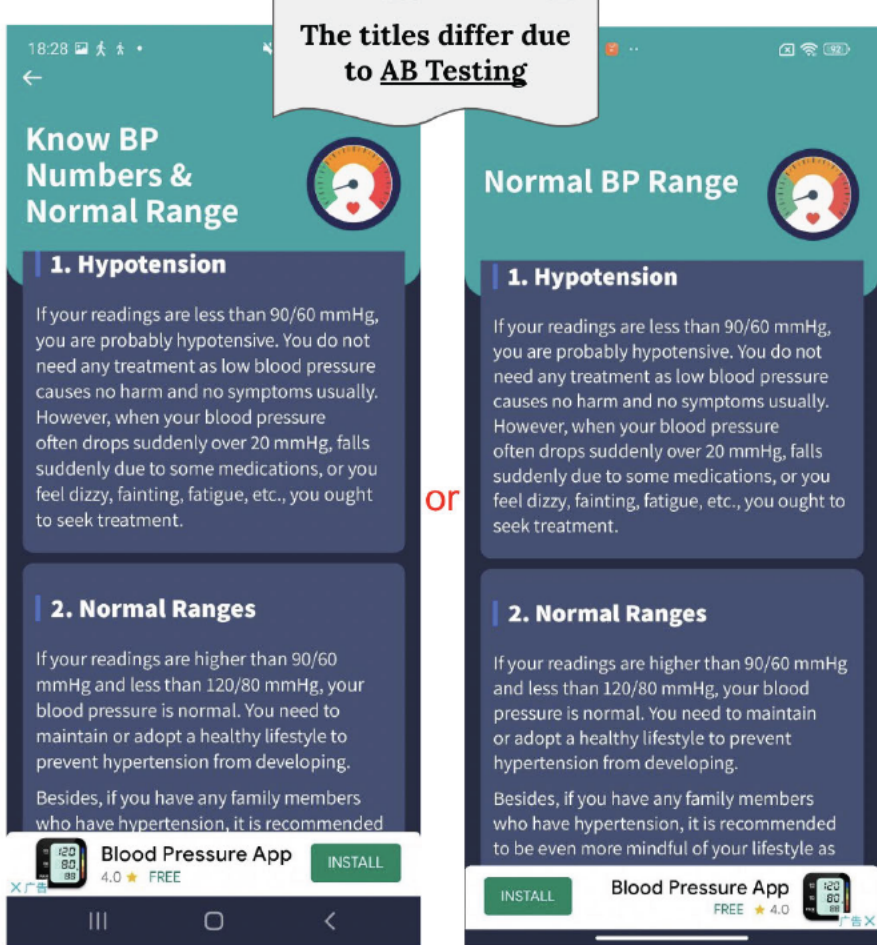 The titles differ due
to AB Testing
18:28
Know BP
Numbers &
Normal Range
1. Hypotension
If your readings are less than 90/60 mmHg,
you are probably hypotensive. You do not
need any treatment as low blood pressure
causes no harm and no symptoms usually.
However, when your blood pressure
often drops suddenly over 20 mmHg, falls
suddenly due to some medications, or you
feel dizzy, fainting, fatigue, etc., you ought
to seek treatment.
2. Normal Ranges
If your readings are higher than 90/60
mmHg and less than 120/80 mmHg, your
blood pressure is normal. You need to
maintain or adopt a healthy lifestyle to
prevent hypertension from developing.
Besides, if you have any family members
who have hypertension, it is recommended
120
80
88
Blood Pressure App
4.0 ★ FREE
INSTALL
广告
or
92
Normal BP Range
1. Hypotension
If your readings are less than 90/60 mmHg,
you are probably hypotensive. You do not
need any treatment as low blood pressure
causes no harm and no symptoms usually.
However, when your blood pressure
often drops suddenly over 20 mmHg, falls
suddenly due to some medications, or you
feel dizzy, fainting, fatigue, etc., you ought to
seek treatment.
2. Normal Ranges
If your readings are higher than 90/60 mmHg
and less than 120/80 mmHg, your blood
pressure is normal. You need to maintain
or adopt a healthy lifestyle to prevent
hypertension from developing.
Besides, if you have any family members
who have hypertension, it is recommended
to be even more mindful of your lifestyle as
INSTALL
Blood Pressure App
FREE ★ 4.0
120
80
88
广告